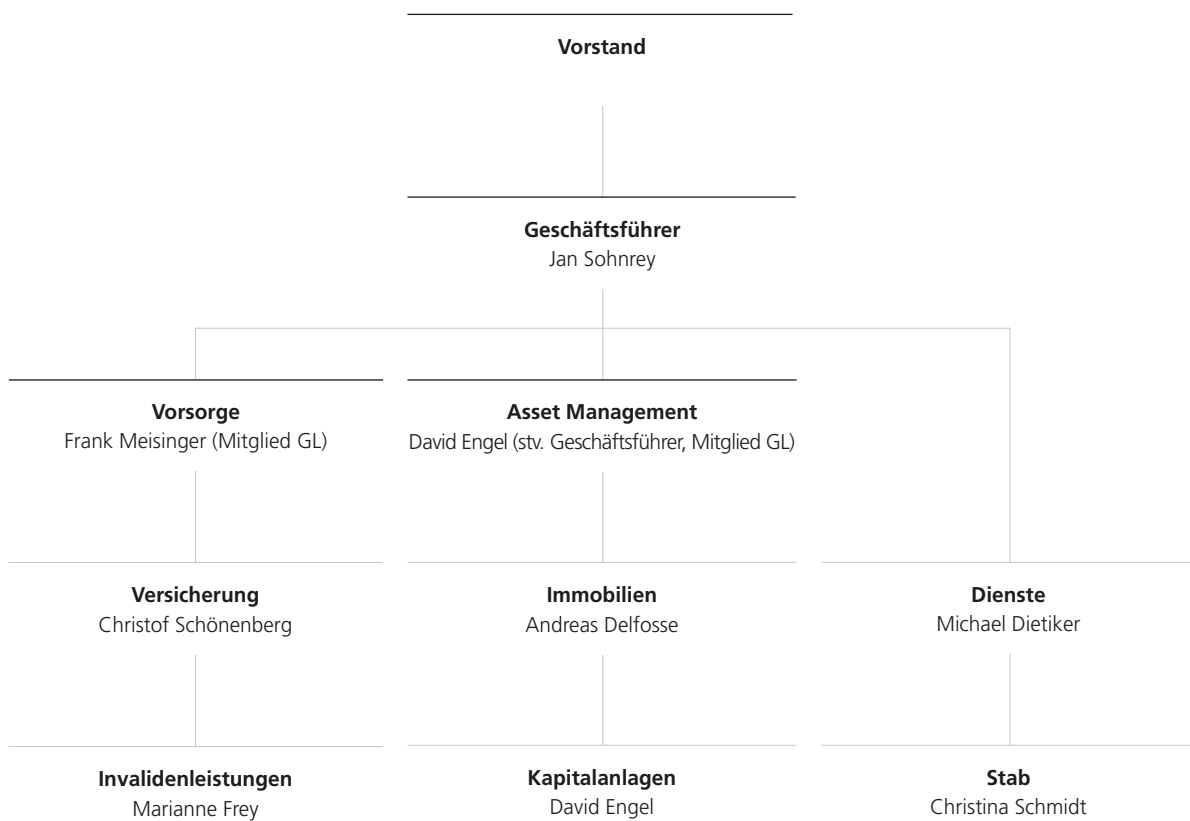 Vorstand
Geschäftsführer
Jan Sohnrey
Vorsorge
Frank Meisinger (Mitglied GL)
Asset Management
David Engel (stv. Geschäftsführer, Mitglied GL)
Versicherung
Christof Schönenberg
Immobilien
Andreas Delfosse
Dienste
Michael Dietiker
Invalidenleistungen
Marianne Frey
Kapitalanlagen
David Engel
Stab
Christina Schmidt